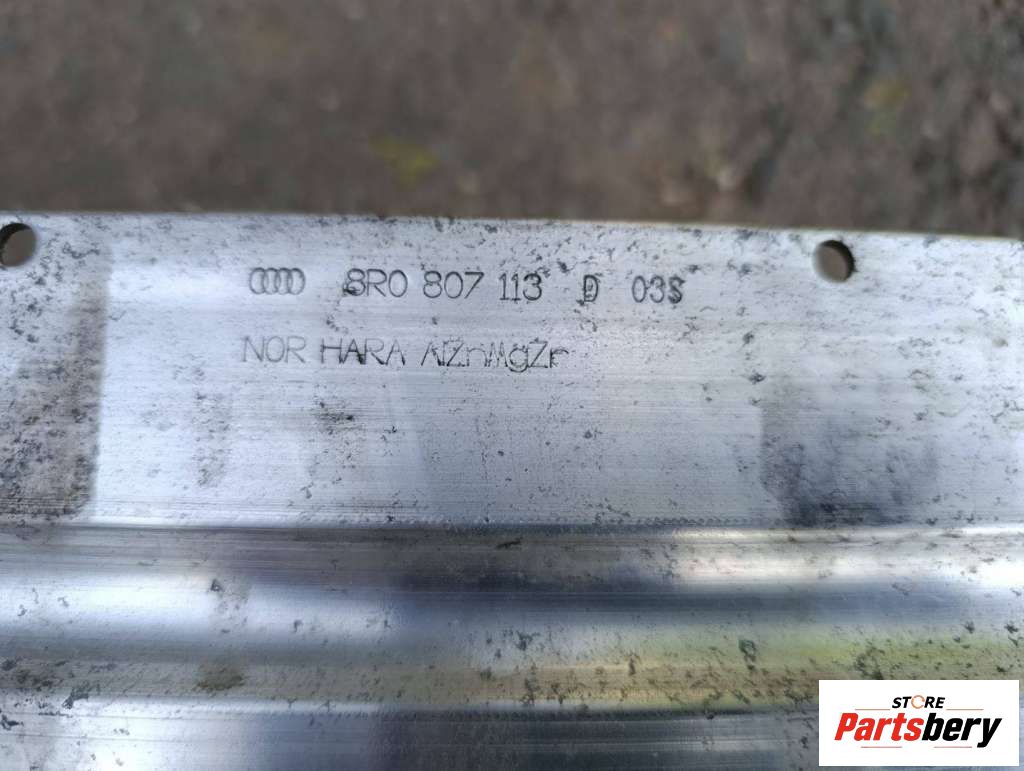 8R0 807 113 D 03S
NOR HARA AlZnMgZr
STORE
Partsbery